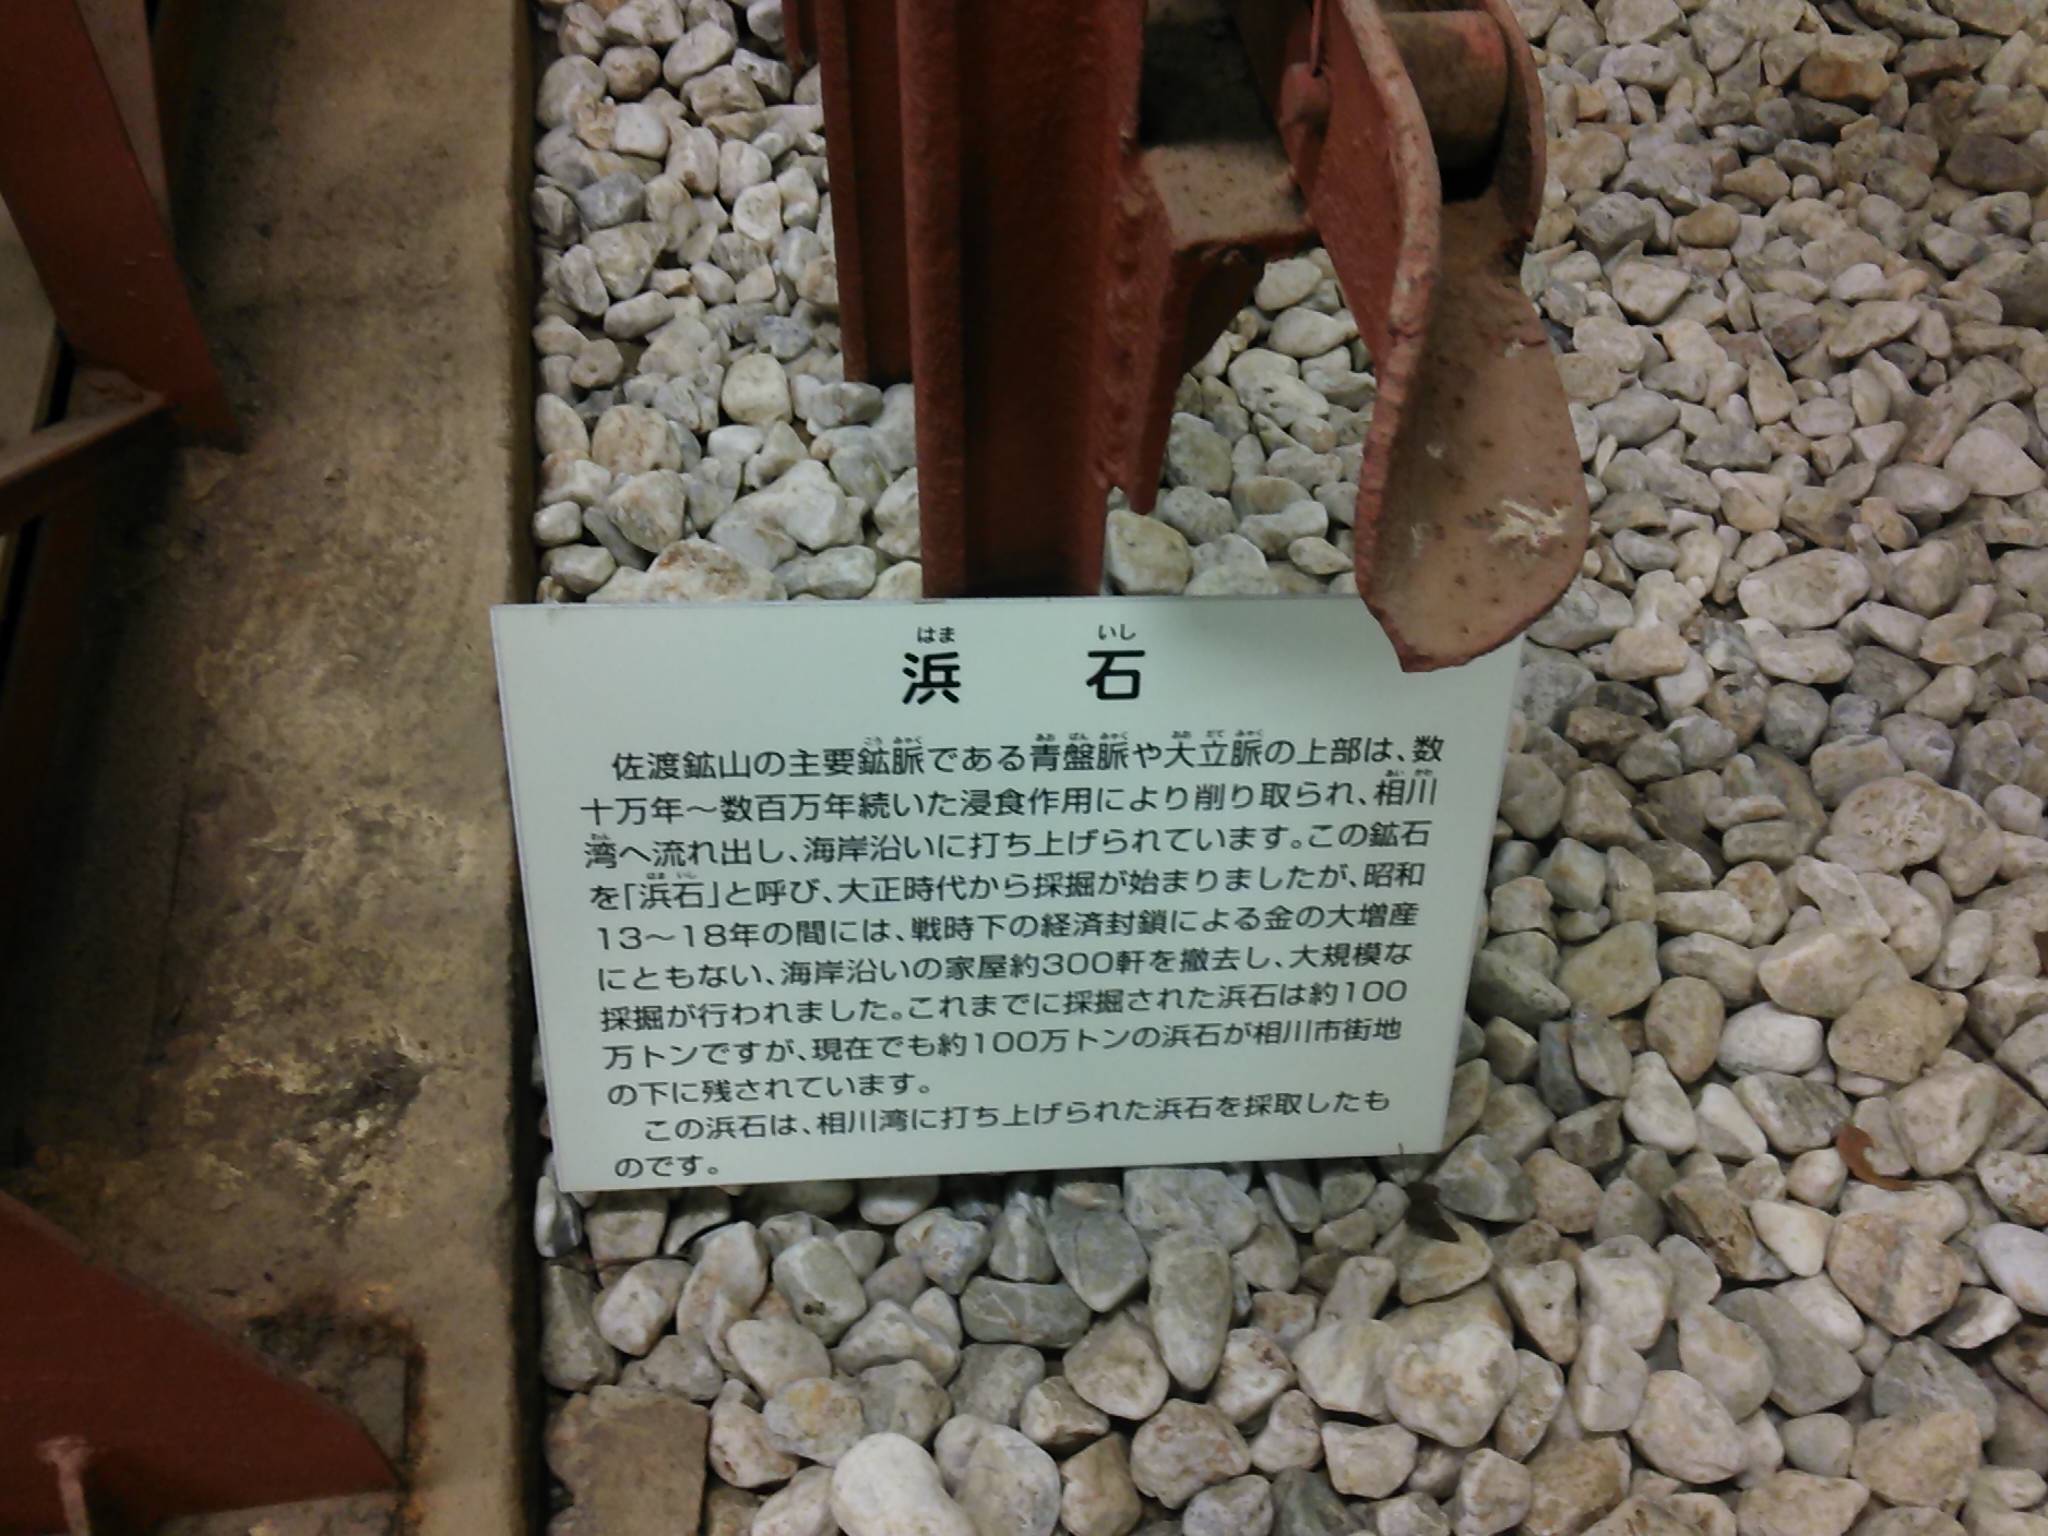 はま いし
浜 石
佐渡鉱山の主要鉱脈である青盤脈や大立脈の上部は、数
十万年～数百万年続いた浸食作用により削り取られ、相川
湾へ流れ出し、海岸沿いに打ち上げられています。この鉱石
を「浜石」と呼び、大正時代から採掘が始まりましたが、昭和
13～18年の間には、戦時下の経済封鎖による金の大増産
にともない、海岸沿いの家屋約300軒を撤去し、大規模な
採掘が行われました。これまでに採掘された浜石は約100
万トンですが、現在でも約100万トンの浜石が相川市街地
の下に残されています。
この浜石は、相川湾に打ち上げられた浜石を採取したも
のです。